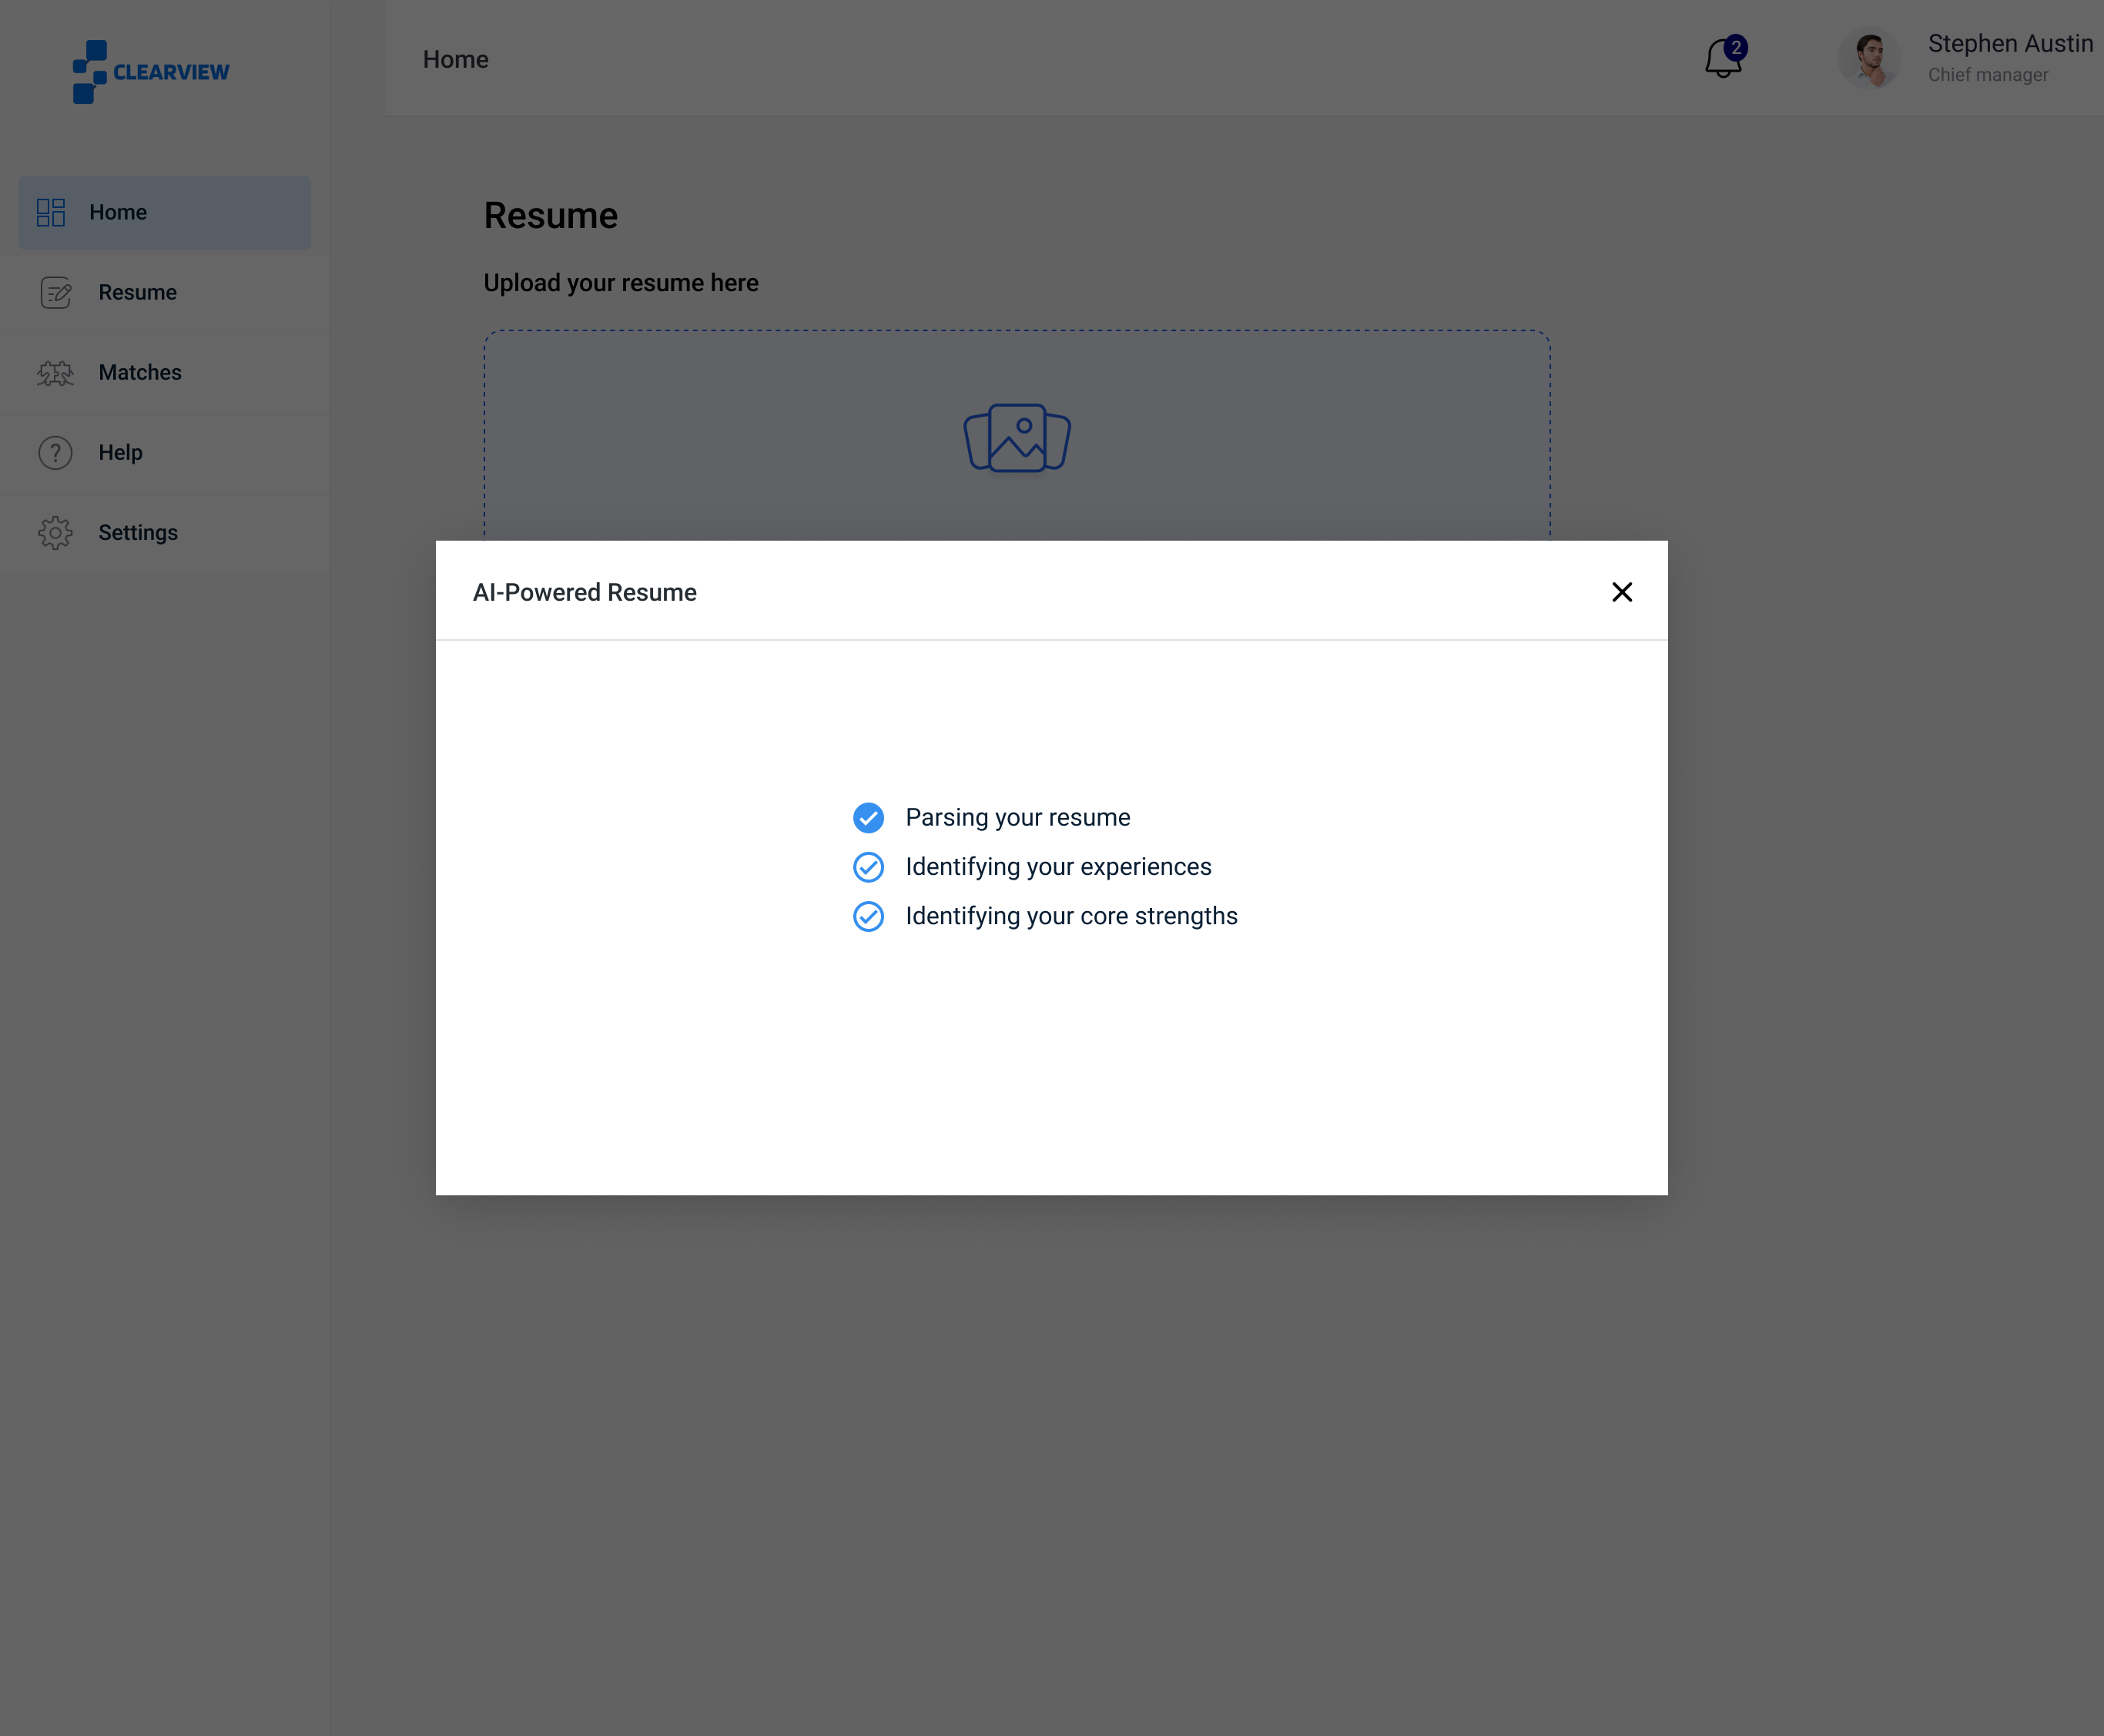 CLEARVIEW
Home
2
Stephen Austin
Chief manager
Home
Resume
Matches
Help
Settings
Resume
Upload your resume here
AI-Powered Resume
Parsing your resume
Identifying your experiences
Identifying your core strengths